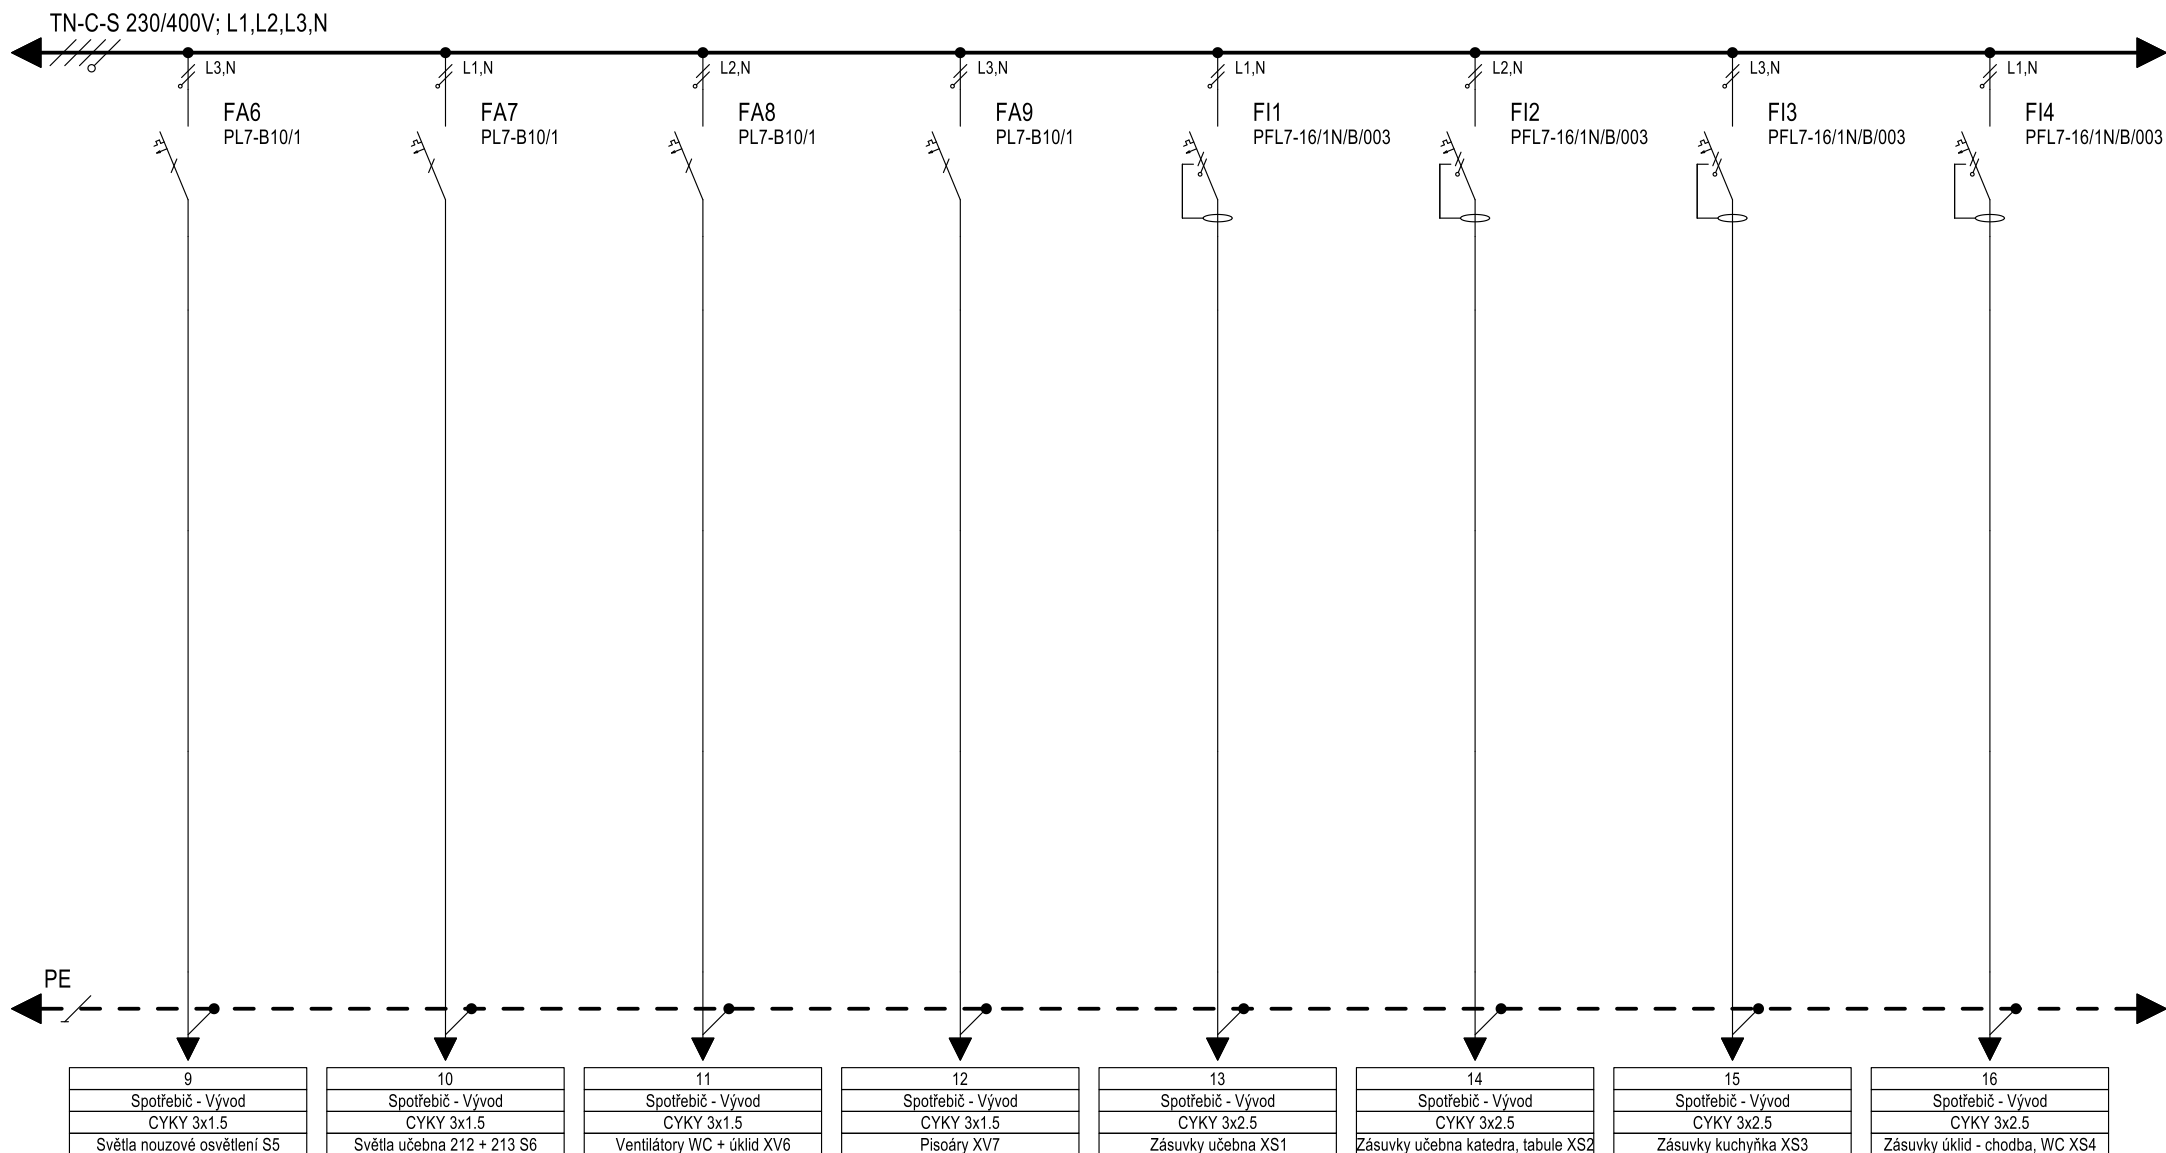 TN-C-S 230/400V; L1,L2,L3,N
L3,N
L1,N
L2,N
L3,N
L1,N
L2,N
L3,N
L1,N
FA6
PL7-B10/1
FA7
PL7-B10/1
FA8
PL7-B10/1
FA9
PL7-B10/1
FI1
PFL7-16/1N/B/003
FI2
PFL7-16/1N/B/003
FI3
PFL7-16/1N/B/003
FI4
PFL7-16/1N/B/003
PE
9
Spotřebič - Vývod
CYKY 3x1.5
Světla nouzové osvětlení S5
10
Spotřebič - Vývod
CYKY 3x1.5
Světla učebna 212 + 213 S6
11
Spotřebič - Vývod
CYKY 3x1.5
Ventilátory WC + úklid XV6
12
Spotřebič - Vývod
CYKY 3x1.5
Pisoáry XV7
13
Spotřebič - Vývod
CYKY 3x2.5
Zásuvky učebna XS1
14
Spotřebič - Vývod
CYKY 3x2.5
Zásuvky učebna katedra, tabule XS2
15
Spotřebič - Vývod
CYKY 3x2.5
Zásuvky kuchyňka XS3
16
Spotřebič - Vývod
CYKY 3x2.5
Zásuvky úklid - chodba, WC XS4